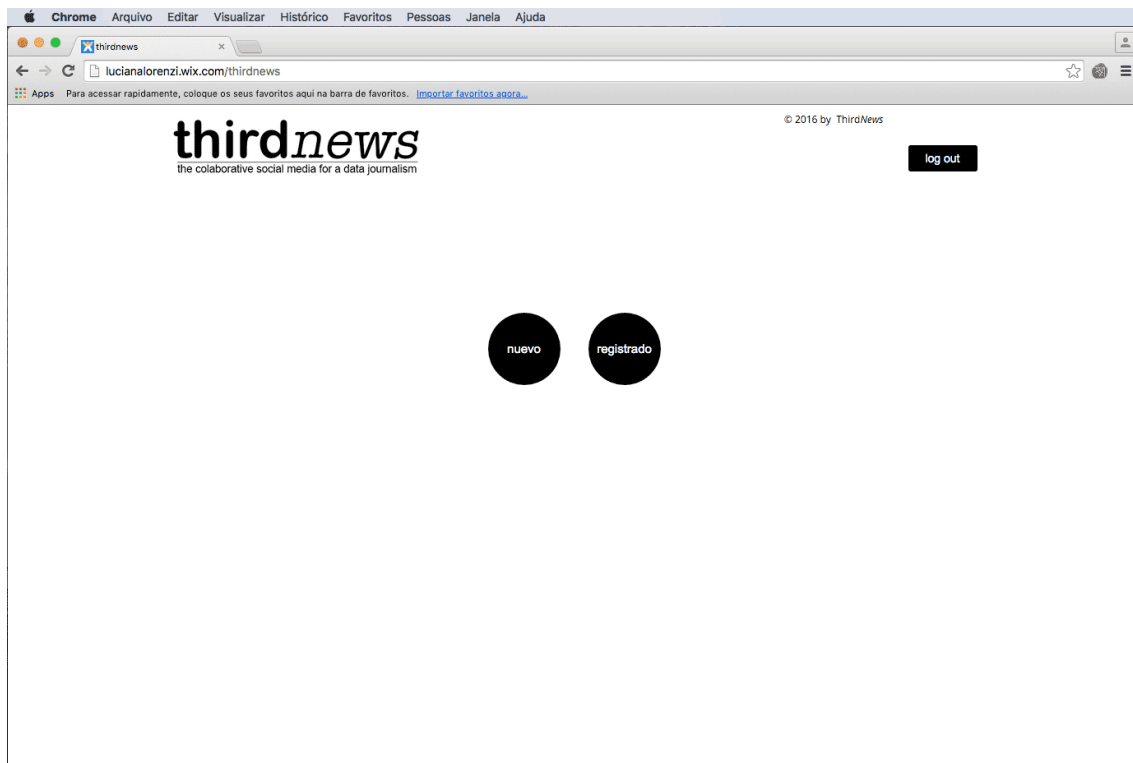 Chrome Arquivo Editar Visualizar Histórico Favoritos Pessoas Janela Ajuda
thirdnews
lucianalorenzi.wix.com/thirdnews
Apps Para acessar rapidamente, coloque os seus favoritos aqui na barra de favoritos. Importar favoritos agora...
© 2016 by ThirdNews
thirdnews
the colaborative social media for a data journalism
log out
nuevo registrado